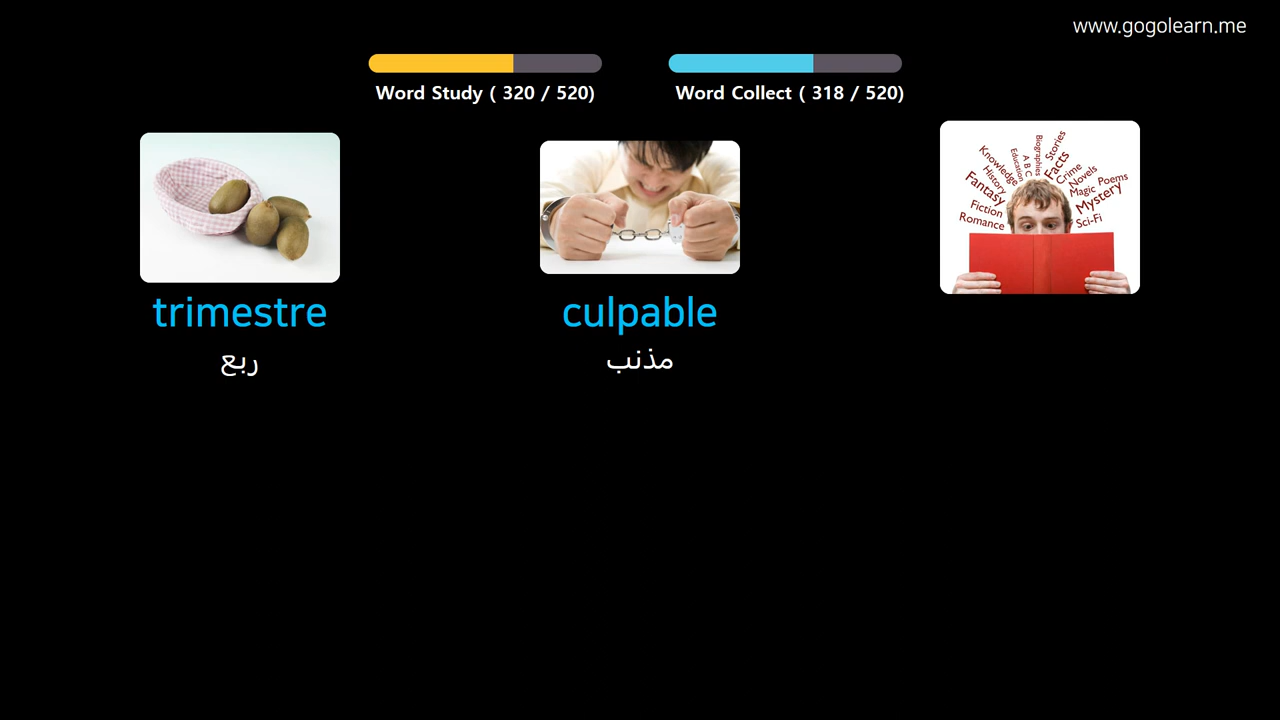 www.gogolearn.me
Word Study ( 320 / 520)
Word Collect ( 318 / 520)
trimestre
ربع
culpable
مذنب
Knowledge
History
Fantasy
Fiction
Romance
Education
A B C
Biographies
Stories
Facts
Crime
Novels
Magic
Poems
Mystery
Sci-Fi